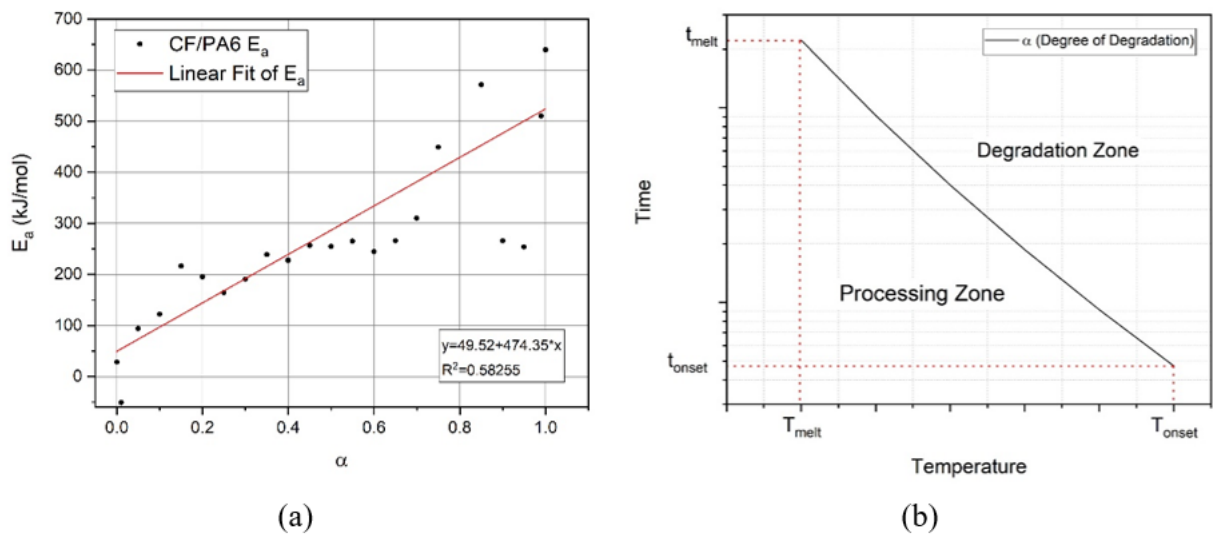 700
600
500
400
300
200
100
0
E_a (kJ/mol)
CF/PA6 E_a
Linear Fit of E_a
y=49.52+474.35*x
R²=0.58255
0.0 0.2 0.4 0.6 0.8 1.0
α
(a)
t_melt
α (Degree of Degradation)
Degradation Zone
Time
Processing Zone
t_onset
T_melt T_onset
Temperature
(b)